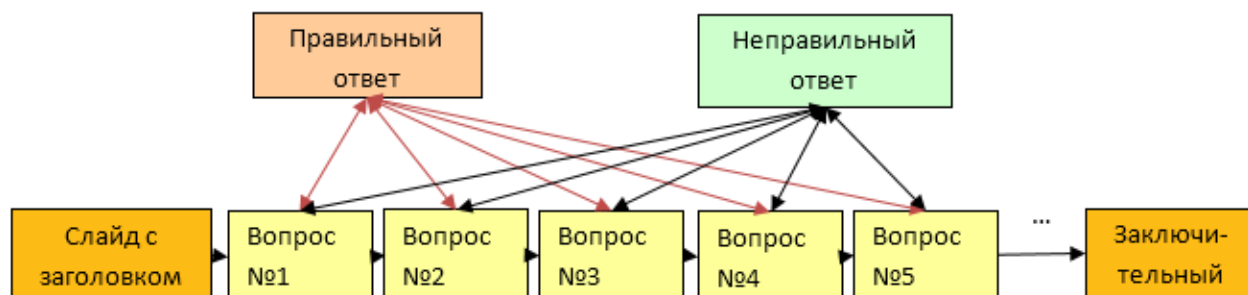 Правильный
ответ
Неправильный
ответ
Слайд с
заголовком
Вопрос
№1
Вопрос
№2
Вопрос
№3
Вопрос
№4
Вопрос
№5
...
Заключи-
тельный